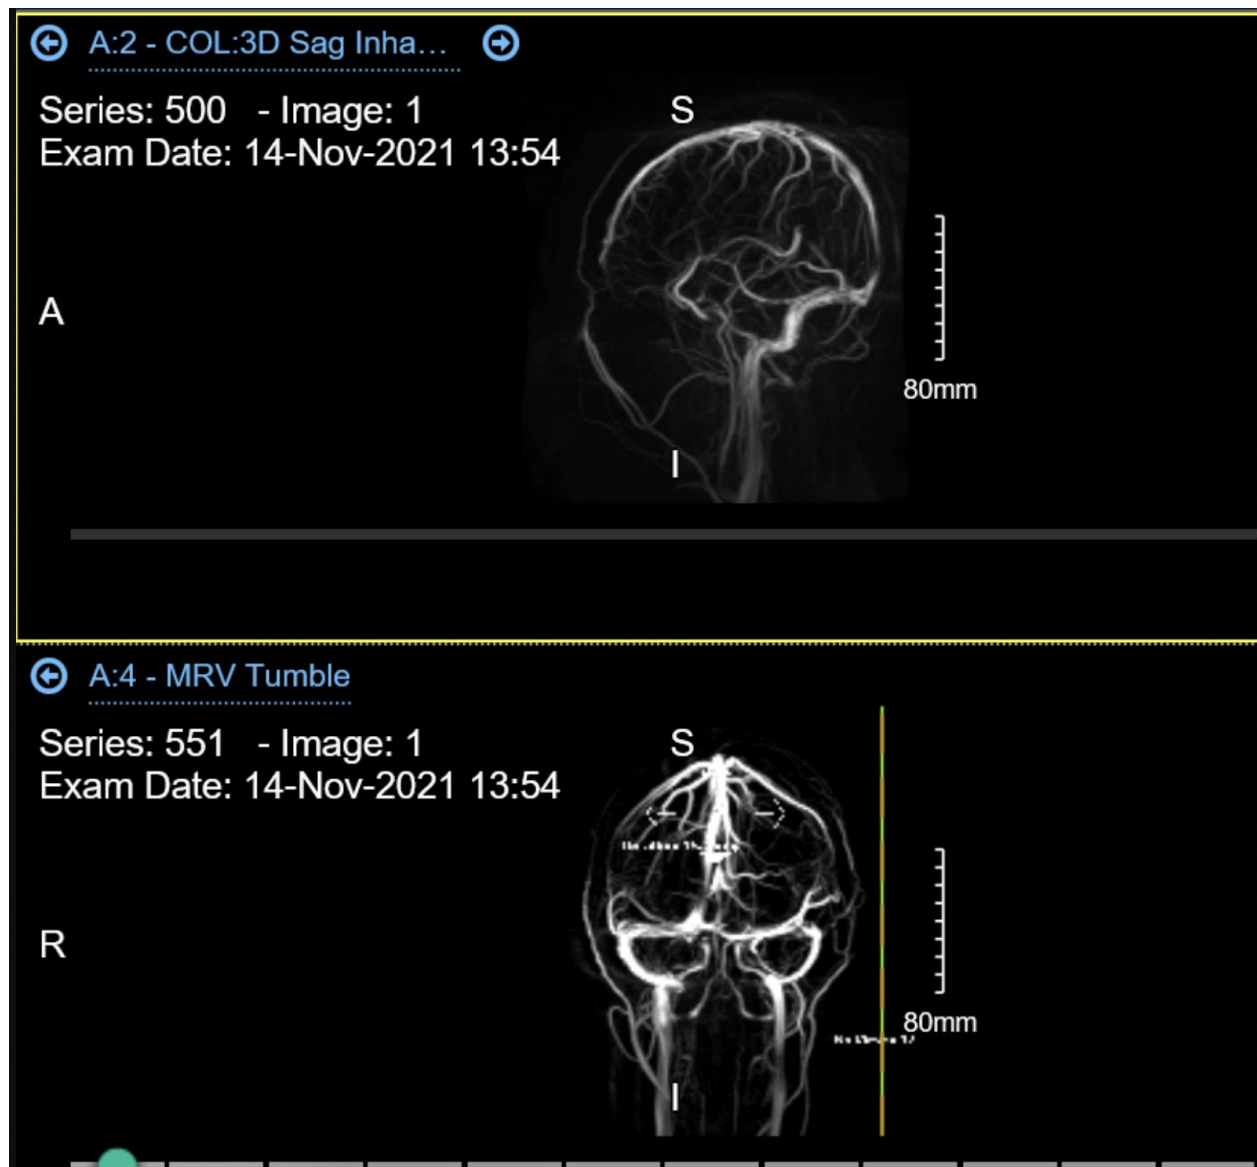 A:2 - COL:3D Sag Inha...
Series: 500 - Image: 1
Exam Date: 14-Nov-2021 13:54
S
A
80mm
I
A:4 - MRV Tumble
Series: 551 - Image: 1
Exam Date: 14-Nov-2021 13:54
S
R
80mm
I